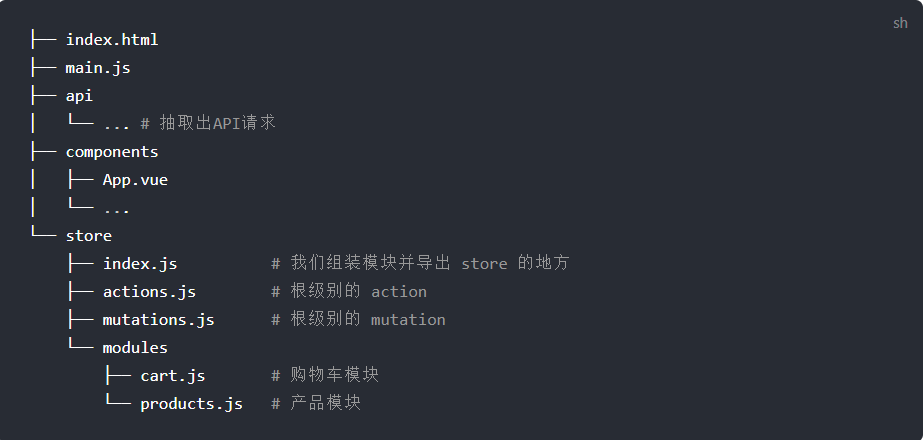 sh
├── index.html
├── main.js
├── api
│   └── ... # 抽取出API请求
├── components
│   ├── App.vue
│   └── ...
└── store
    ├── index.js          # 我们组装模块并导出 store 的地方
    ├── actions.js        # 根级别的 action
    ├── mutations.js      # 根级别的 mutation
    └── modules
        ├── cart.js       # 购物车模块
        └── products.js   # 产品模块